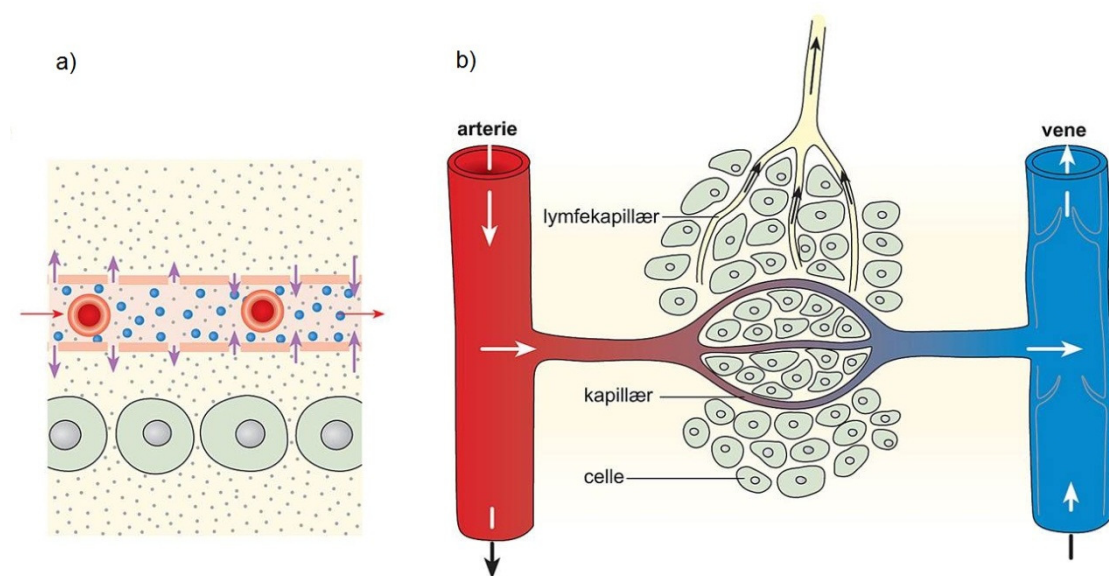 a)
b)
arterie
vene
lymfekapillær
kapillær
celle